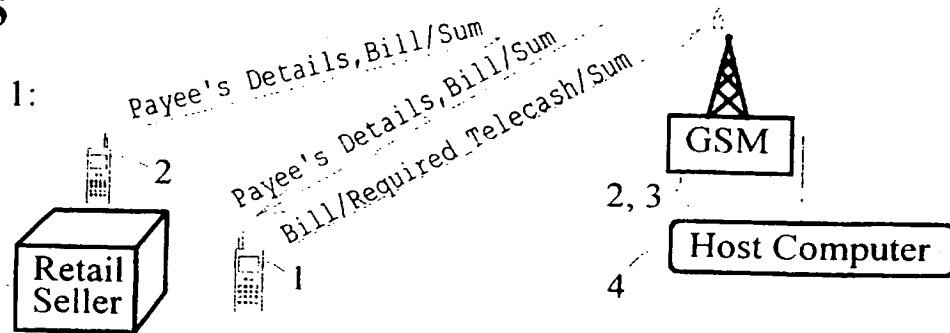 1:
Payee's Details,Bill/Sum
Payee's Details,Bill/Sum
Bill/Required Telecash/Sum
2
1
Retail
Seller
GSM
2, 3
Host Computer
4